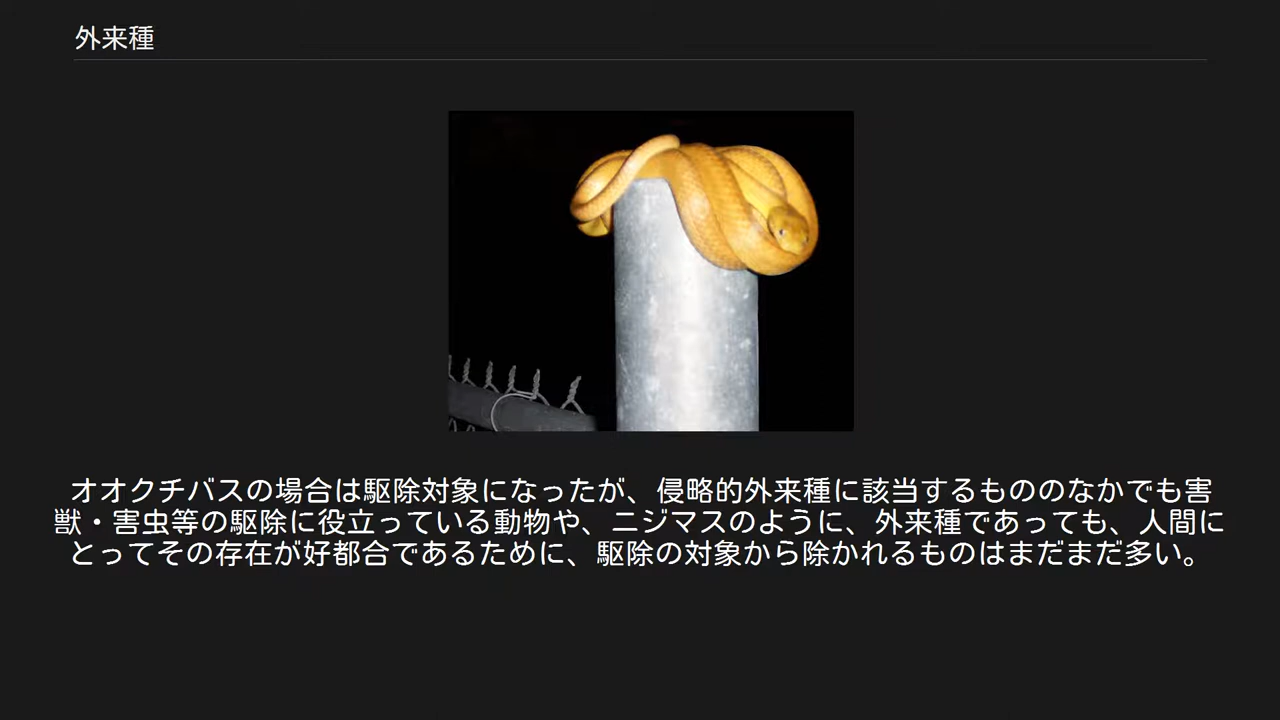 外来種
オオクチバスの場合は駆除対象になったが、侵略的外来種に該当するもののなかでも害
獣・害虫等の駆除に役立っている動物や、ニジマスのように、外来種であっても、人間に
とってその存在が好都合であるために、駆除の対象から除かれるものはまだまだ多い。